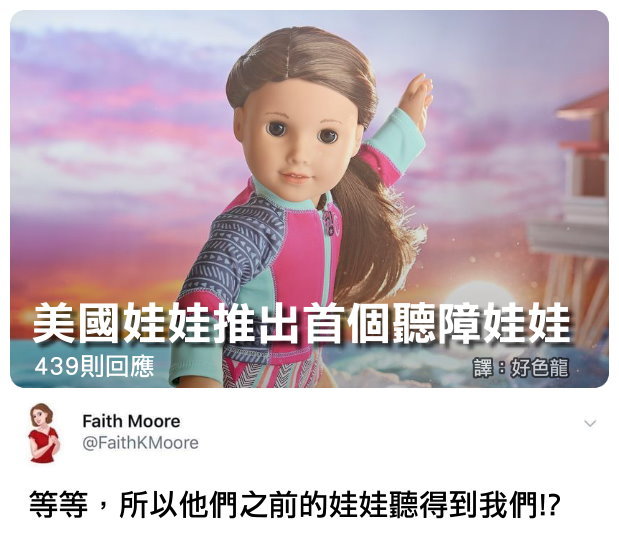 美國娃娃推出首個聽障娃娃
439則回應
譯：好色龍
Faith Moore
@FaithKMoore
等等，所以他們之前的娃娃聽得到我們!?